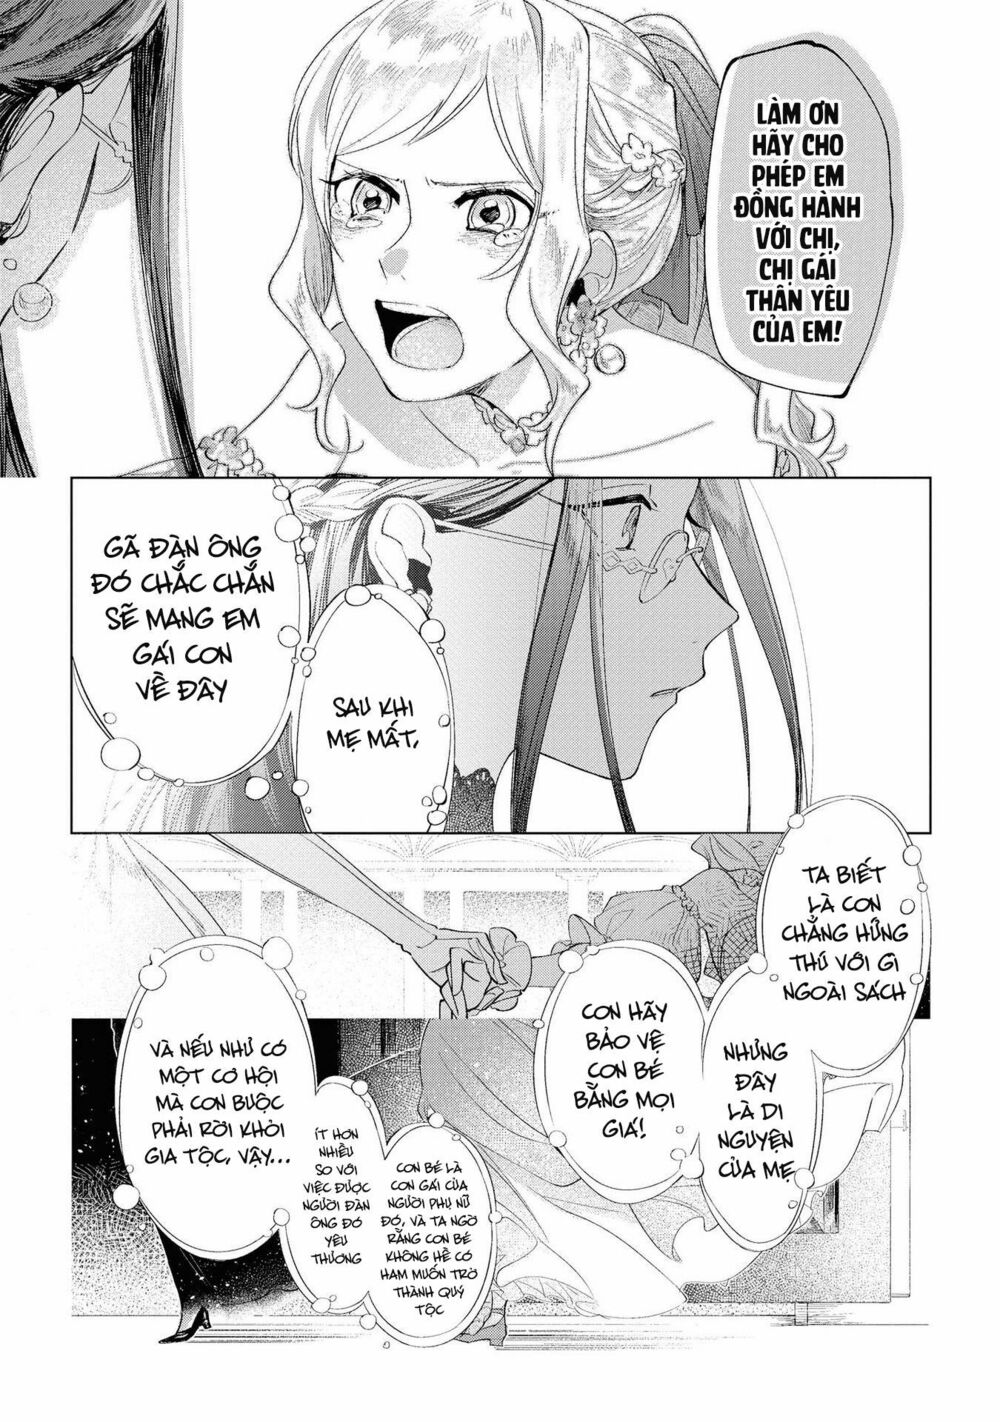 LÀM ƠN
HÃY CHO
PHÉP EM
ĐỒNG HÀNH
VỚI CHỊ,
CHỊ GÁI
THÂN YÊU
CỦA EM!
SAU KHI
MẸ MẤT,
GÃ ĐÀN ÔNG
ĐÓ CHẮC CHẮN
SẼ MANG EM
GÁI CON
VỀ ĐÂY
TA BIẾT
LÀ CON
CHẲNG HỨNG
THÚ VỚI GÌ
NGOÀI SÁCH
NHƯNG
ĐÂY
LÀ DI
NGUYỆN
CỦA MẸ
CON HÃY
BẢO VỆ
CON BÉ
BẰNG MỌI
GIÁ!
CON BÉ LÀ
CON GÁI CỦA
NGƯỜI PHỤ NỮ
ĐÓ, VÀ TA NGỜ
RẰNG CON BÉ
KHÔNG HỀ CÓ
HAM MUỐN TRỞ
THÀNH QUÝ
TỘC
ÍT HƠN
NHIỀU
SO VỚI
VIỆC ĐƯỢC
NGƯỜI ĐÀN
ÔNG ĐÓ
YÊU
THƯƠNG
VÀ NẾU NHƯ CÓ
MỘT CƠ HỘI
MÀ CON BUỘC
PHẢI RỜI KHỎI
GIA TỘC, VẬY...